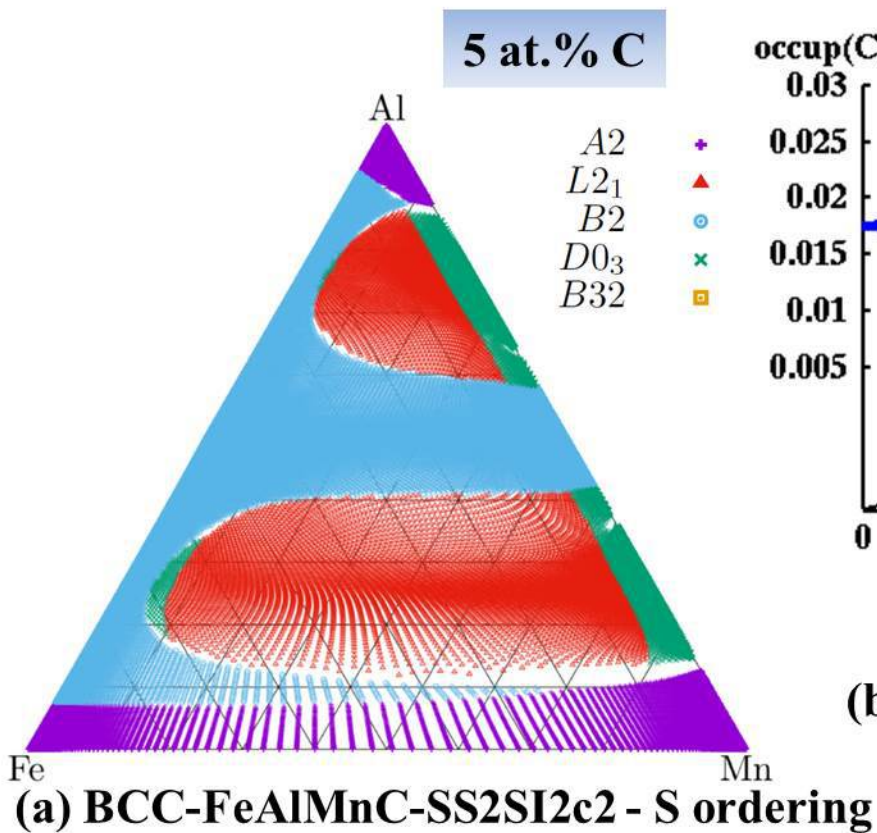 5 at.% C
occup(C
0.03
0.025
0.02
0.015
0.01
0.005
0
Al
A2
L2₁
B2
D0₃
B32
Fe
Mn
(b
(a) BCC-FeAlMnC-SS2SI2c2 - S ordering